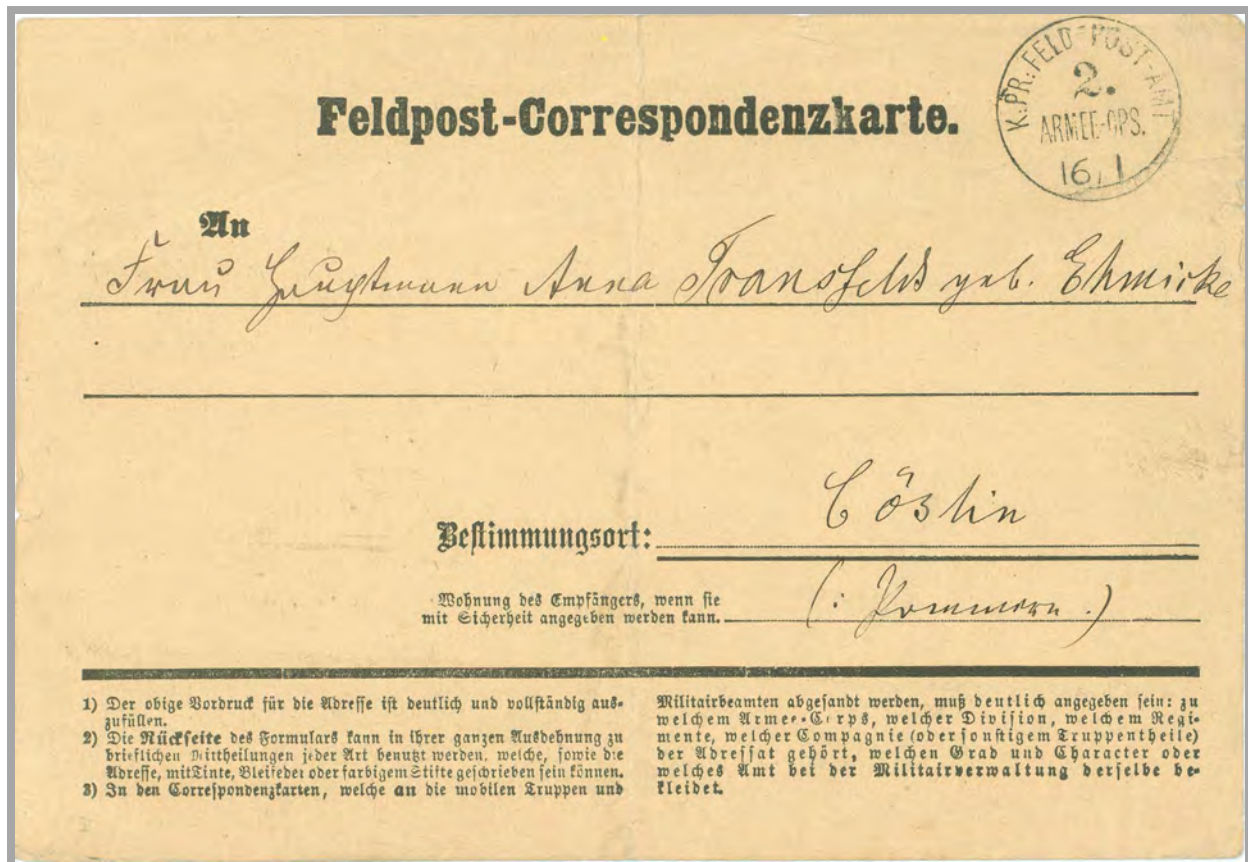 K. PR. FELD-POST-AMT
2.
ARMEE-CPS.
16/1
Feldpost-Correspondenzkarte.
An
Frau Hauptmann Anna Transfeldt geb. Ehmicke
Cöslin
Bestimmungsort:
Wohnung des Empfängers, wenn sie
mit Sicherheit angegeben werden kann.
(: Pommern.)
1) Der obige Vordruck für die Adresse ist deutlich und vollständig aus-
zufüllen.
2) Die Rückseite des Formulars kann in ihrer ganzen Ausdehnung zu
brieflichen Mittheilungen jeder Art benutzt werden, welche, sowie die
Adresse, mit Tinte, Bleifeder oder farbigem Stifte geschrieben sein können.
3) In den Correspondenzkarten, welche an die mobilen Truppen und
Militairbeamten abgesandt werden, muß deutlich angegeben sein: zu
welchem Armee-Corps, welcher Division, welchem Regi-
mente, welcher Compagnie (oder sonstigem Truppentheile)
der Adressat gehört, welchen Grad und Character oder
welches Amt bei der Militairverwaltung derselbe be-
kleidet.